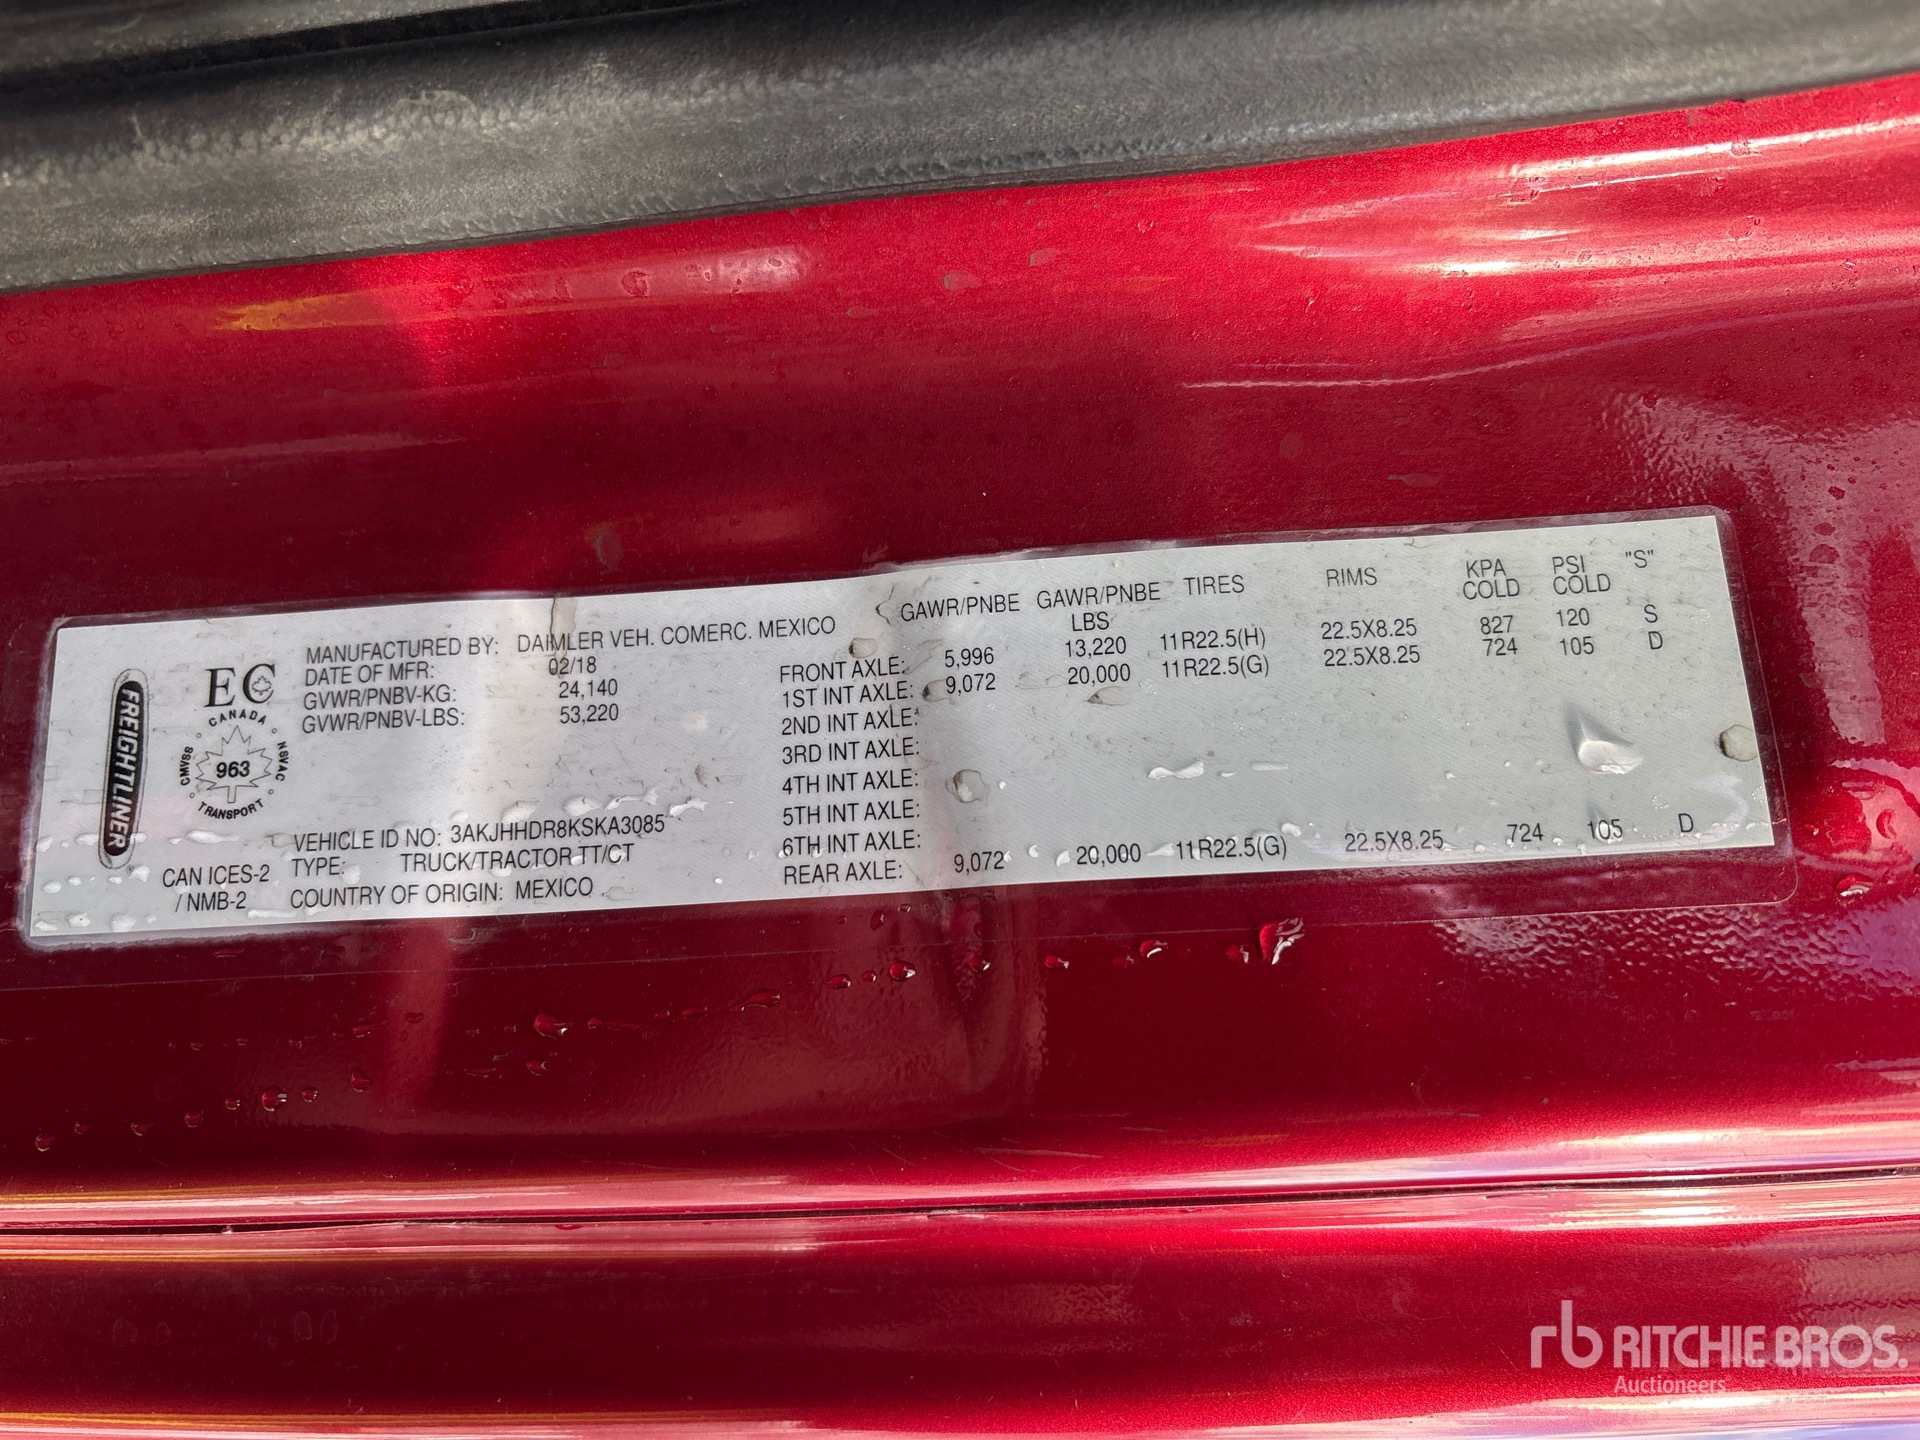 FREIGHTLINER
EC
CANADA
CMVSS 963 NSVAC
TRANSPORT
CAN ICES-2
/ NMB-2
MANUFACTURED BY: DAIMLER VEH. COMERC. MEXICO
DATE OF MFR: 02/18
GVWR/PNBV-KG: 24,140
GVWR/PNBV-LBS: 53,220
VEHICLE ID NO: 3AKJHHDR8KSKA3085
TYPE: TRUCK/TRACTOR TT/CT
COUNTRY OF ORIGIN: MEXICO
GAWR/PNBE GAWR/PNBE TIRES RIMS KPA PSI "S"
LBS COLD COLD
FRONT AXLE: 5,996 13,220 11R22.5(H) 22.5X8.25 827 120 S
1ST INT AXLE: 9,072 20,000 11R22.5(G) 22.5X8.25 724 105 D
2ND INT AXLE:
3RD INT AXLE:
4TH INT AXLE:
5TH INT AXLE:
6TH INT AXLE:
REAR AXLE: 9,072 20,000 11R22.5(G) 22.5X8.25 724 105 D
rb RITCHIE BROS.
Auctioneers